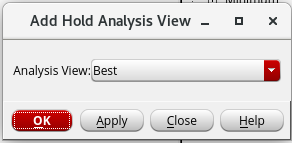 Add Hold Analysis View
Analysis View: Best
OK Apply Close Help